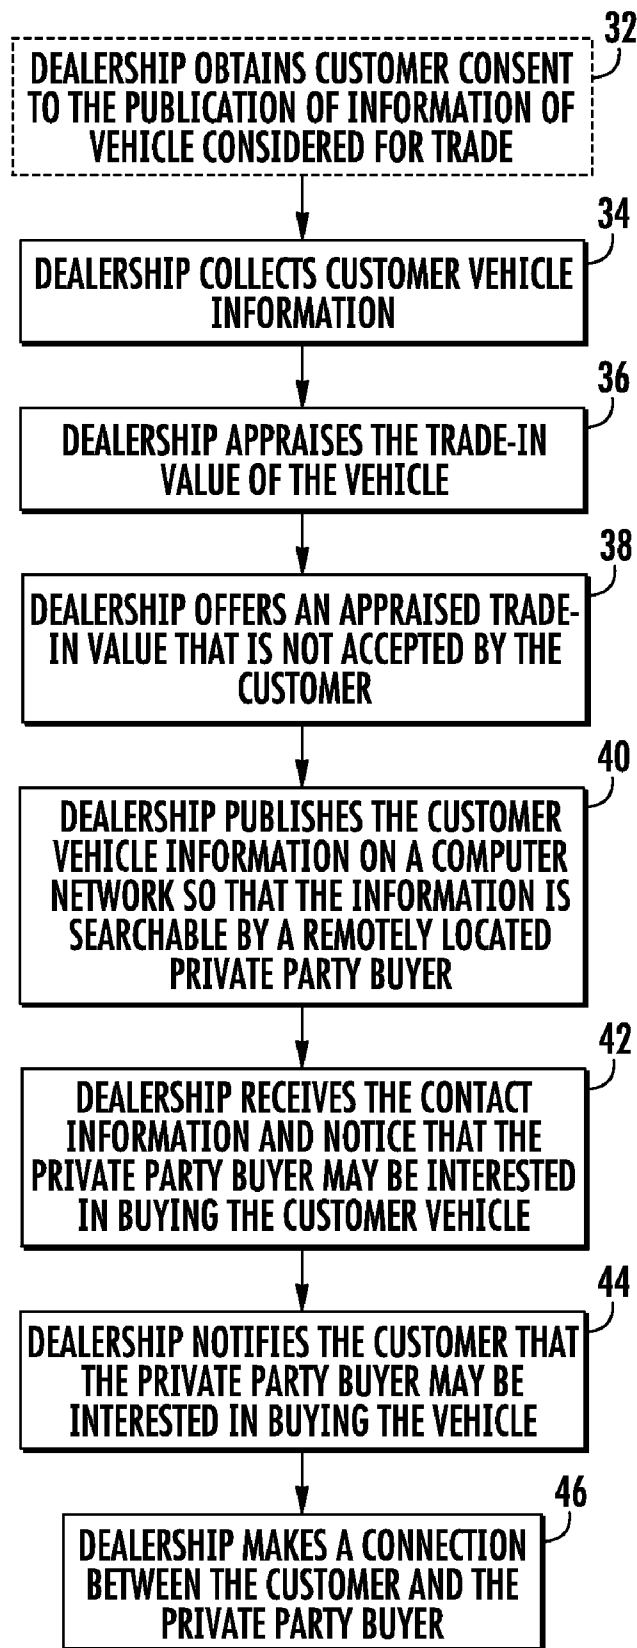 32
DEALERSHIP OBTAINS CUSTOMER CONSENT
TO THE PUBLICATION OF INFORMATION OF
VEHICLE CONSIDERED FOR TRADE
34
DEALERSHIP COLLECTS CUSTOMER VEHICLE
INFORMATION
36
DEALERSHIP APPRAISES THE TRADE-IN
VALUE OF THE VEHICLE
38
DEALERSHIP OFFERS AN APPRAISED TRADE-
IN VALUE THAT IS NOT ACCEPTED BY THE
CUSTOMER
40
DEALERSHIP PUBLISHES THE CUSTOMER
VEHICLE INFORMATION ON A COMPUTER
NETWORK SO THAT THE INFORMATION IS
SEARCHABLE BY A REMOTELY LOCATED
PRIVATE PARTY BUYER
42
DEALERSHIP RECEIVES THE CONTACT
INFORMATION AND NOTICE THAT THE
PRIVATE PARTY BUYER MAY BE INTERESTED
IN BUYING THE CUSTOMER VEHICLE
44
DEALERSHIP NOTIFIES THE CUSTOMER THAT
THE PRIVATE PARTY BUYER MAY BE
INTERESTED IN BUYING THE VEHICLE
46
DEALERSHIP MAKES A CONNECTION
BETWEEN THE CUSTOMER AND THE
PRIVATE PARTY BUYER